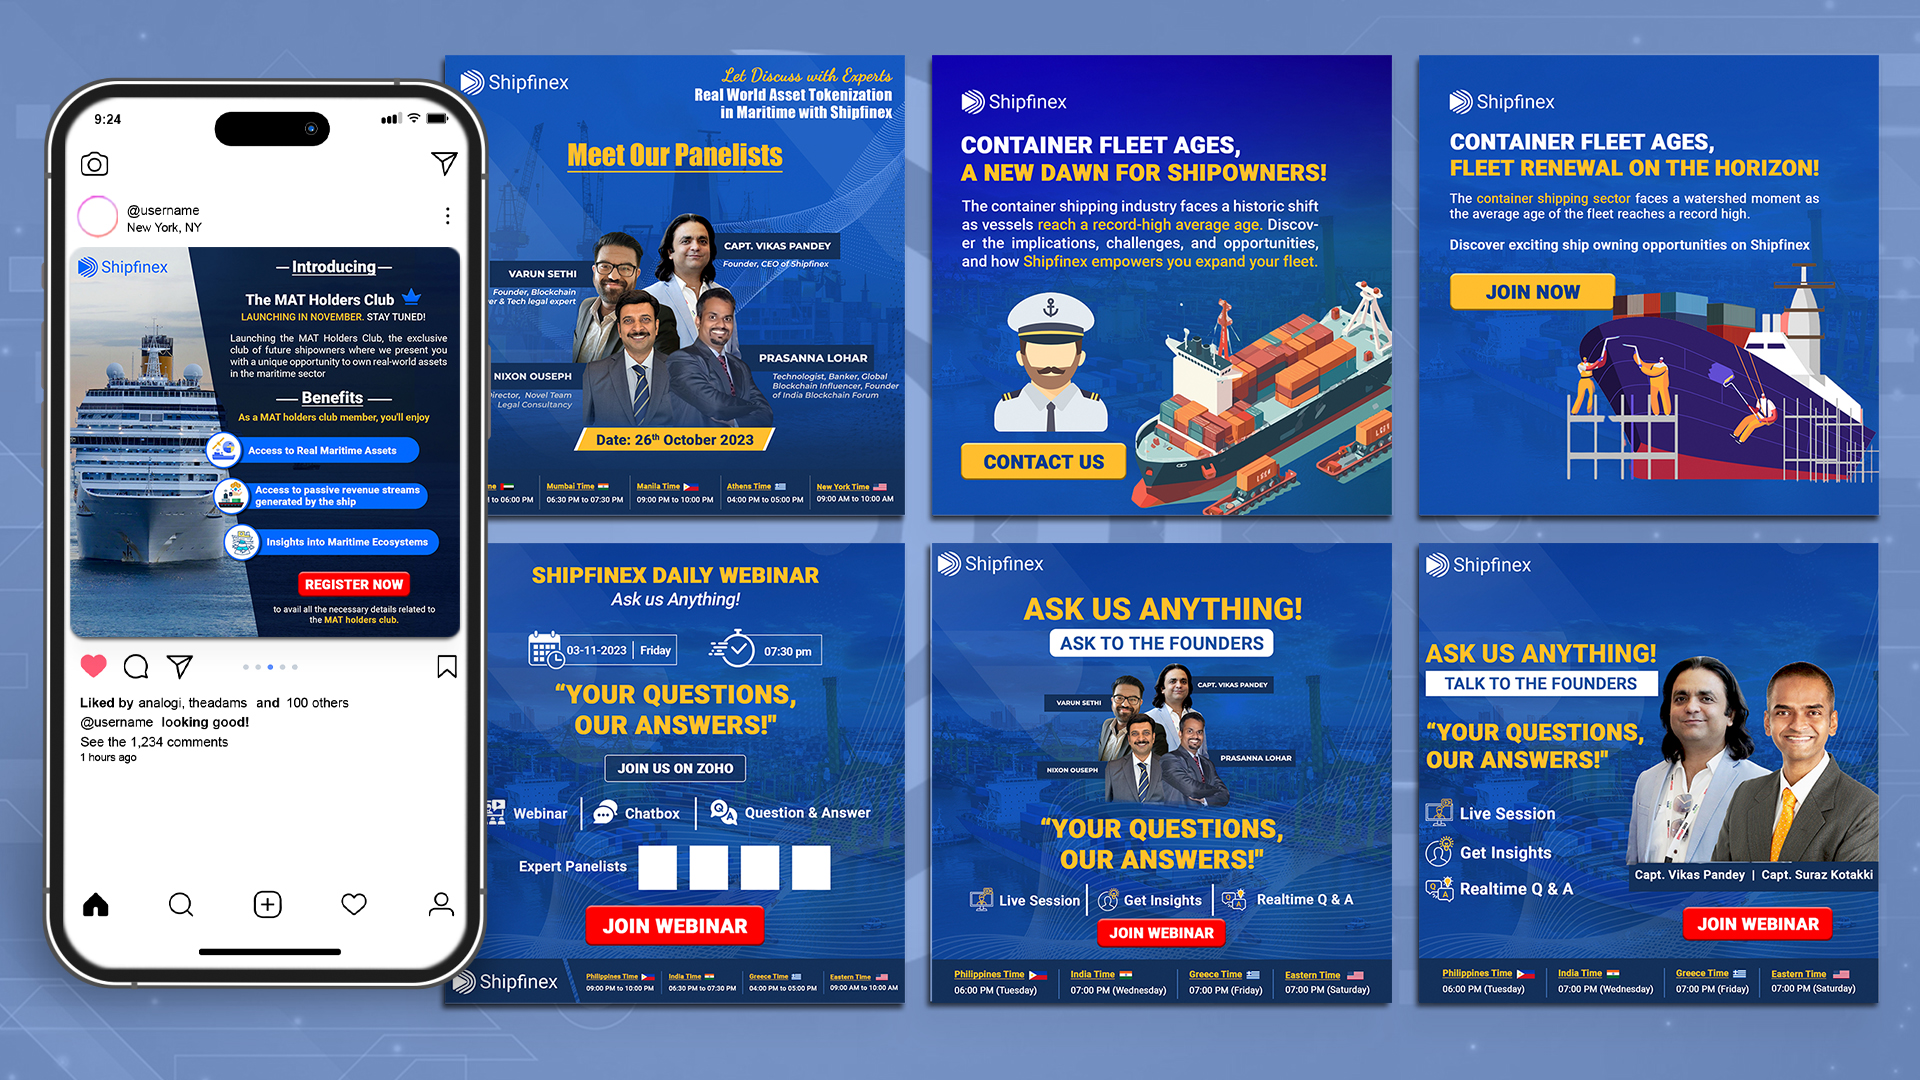 9:24
@username
New York, NY
Shipfinex
Introducing
The MAT Holders Club
LAUNCHING IN NOVEMBER. STAY TUNED!
Launching the MAT Holders Club, the exclusive
club of future shipowners where we present you
with a unique opportunity to own real-world assets
in the maritime sector
Benefits
As a MAT holders club member, you'll enjoy
Access to Real Maritime Assets
Access to passive revenue streams
generated by the ship
Insights into Maritime Ecosystems
REGISTER NOW
to avail all the necessary details related to
the MAT holders club.
Liked by analogi, theadams and 100 others
@username looking good!
See the 1,234 comments
1 hours ago
Shipfinex
Let Discuss with Experts
Real World Asset Tokenization
in Maritime with Shipfinex
Meet Our Panelists
CAPT. VIKAS PANDEY
Founder, CEO of Shipfinex
VARUN SETHI
Founder, Blockchain
er & Tech legal expert
PRASANNA LOHAR
Technologist, Banker, Global
Blockchain Influencer, Founder
of India Blockchain Forum
NIXON OUSEPH
Director, Novel Team
Legal Consultancy
Date: 26th October 2023
ne
to 06:00 PM
Mumbai Time
06:30 PM to 07:30 PM
Manila Time
09:00 PM to 10:00 PM
Athens Time
04:00 PM to 05:00 PM
New York Time
09:00 AM to 10:00 AM
Shipfinex
CONTAINER FLEET AGES,
A NEW DAWN FOR SHIPOWNERS!
The container shipping industry faces a historic shift
as vessels reach a record-high average age. Discov-
er the implications, challenges, and opportunities,
and how Shipfinex empowers you expand your fleet.
CONTACT US
Shipfinex
CONTAINER FLEET AGES,
FLEET RENEWAL ON THE HORIZON!
The container shipping sector faces a watershed moment as
the average age of the fleet reaches a record high.
Discover exciting ship owning opportunities on Shipfinex
JOIN NOW
SHIPFINEX DAILY WEBINAR
Ask us Anything!
03-11-2023 | Friday
07:30 pm
“YOUR QUESTIONS,
OUR ANSWERS!"
JOIN US ON ZOHO
Webinar
Chatbox
Question & Answer
Expert Panelists
JOIN WEBINAR
Shipfinex
Philippines Time
09:00 PM to 10:00 PM
India Time
06:30 PM to 07:30 PM
Greece Time
04:00 PM to 05:00 PM
Eastern Time
09:00 AM to 10:00 AM
Shipfinex
ASK US ANYTHING!
ASK TO THE FOUNDERS
CAPT. VIKAS PANDEY
VARUN SETHI
PRASANNA LOHAR
NIXON OUSEPH
“YOUR QUESTIONS,
OUR ANSWERS!"
Live Session
Get Insights
Realtime Q & A
JOIN WEBINAR
Philippines Time
06:00 PM (Tuesday)
India Time
07:00 PM (Wednesday)
Greece Time
07:00 PM (Friday)
Eastern Time
07:00 PM (Saturday)
Shipfinex
ASK US ANYTHING!
TALK TO THE FOUNDERS
“YOUR QUESTIONS,
OUR ANSWERS!"
Live Session
Get Insights
Realtime Q & A
Capt. Vikas Pandey | Capt. Suraz Kotakki
JOIN WEBINAR
Philippines Time
06:00 PM (Tuesday)
India Time
07:00 PM (Wednesday)
Greece Time
07:00 PM (Friday)
Eastern Time
07:00 PM (Saturday)